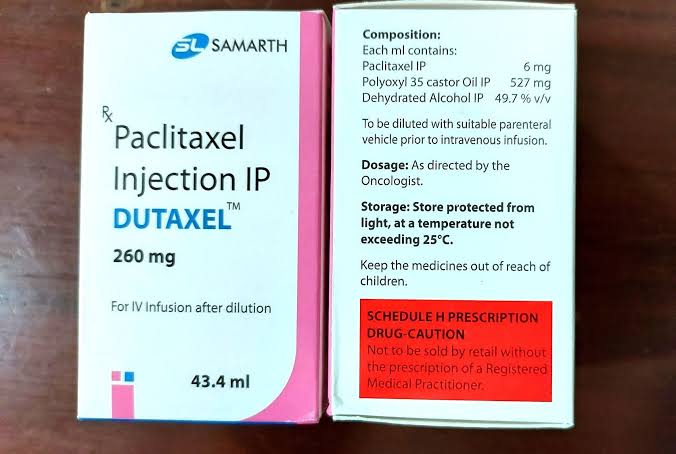 SL SAMARTH
Rx
Paclitaxel
Injection IP
DUTAXEL™
260 mg
For IV Infusion after dilution
43.4 ml
Composition:
Each ml contains:
Paclitaxel IP 6 mg
Polyoxyl 35 castor Oil IP 527 mg
Dehydrated Alcohol IP 49.7 % v/v
To be diluted with suitable parenteral
vehicle prior to intravenous infusion.
Dosage: As directed by the
Oncologist.
Storage: Store protected from
light, at a temperature not
exceeding 25°C.
Keep the medicines out of reach of
children.
SCHEDULE H PRESCRIPTION
DRUG-CAUTION
Not to be sold by retail without
the prescription of a Registered
Medical Practitioner.